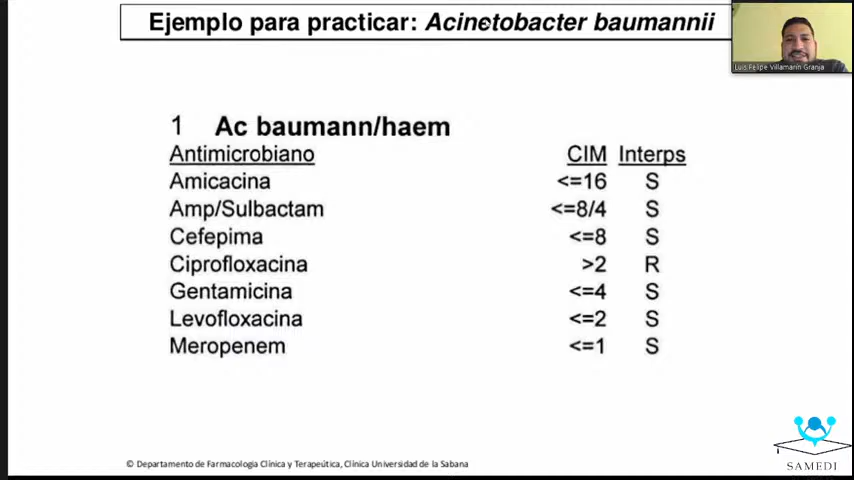 Ejemplo para practicar: Acinetobacter baumannii
Luis Felipe Villamarín Granja
1 Ac baumann/haem
Antimicrobiano CIM Interps
Amicacina <=16 S
Amp/Sulbactam <=8/4 S
Cefepima <=8 S
Ciprofloxacina >2 R
Gentamicina <=4 S
Levofloxacina <=2 S
Meropenem <=1 S
© Departamento de Farmacología Clínica y Terapeútica, Clínica Universidad de la Sabana
SAMEDI